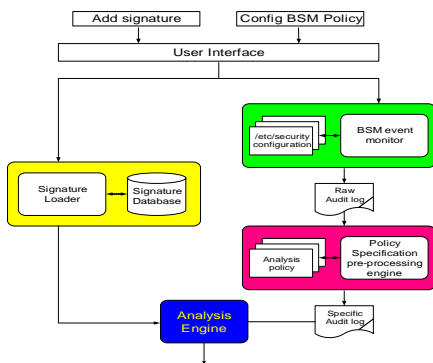 Add signature
Config BSM Policy
User Interface
/etc/security
configuration
BSM event
monitor
Signature
Loader
Signature
Database
Raw
Audit log
Analysis
policy
Policy
Specification
pre-processing
engine
Analysis
Engine
Specific
Audit log